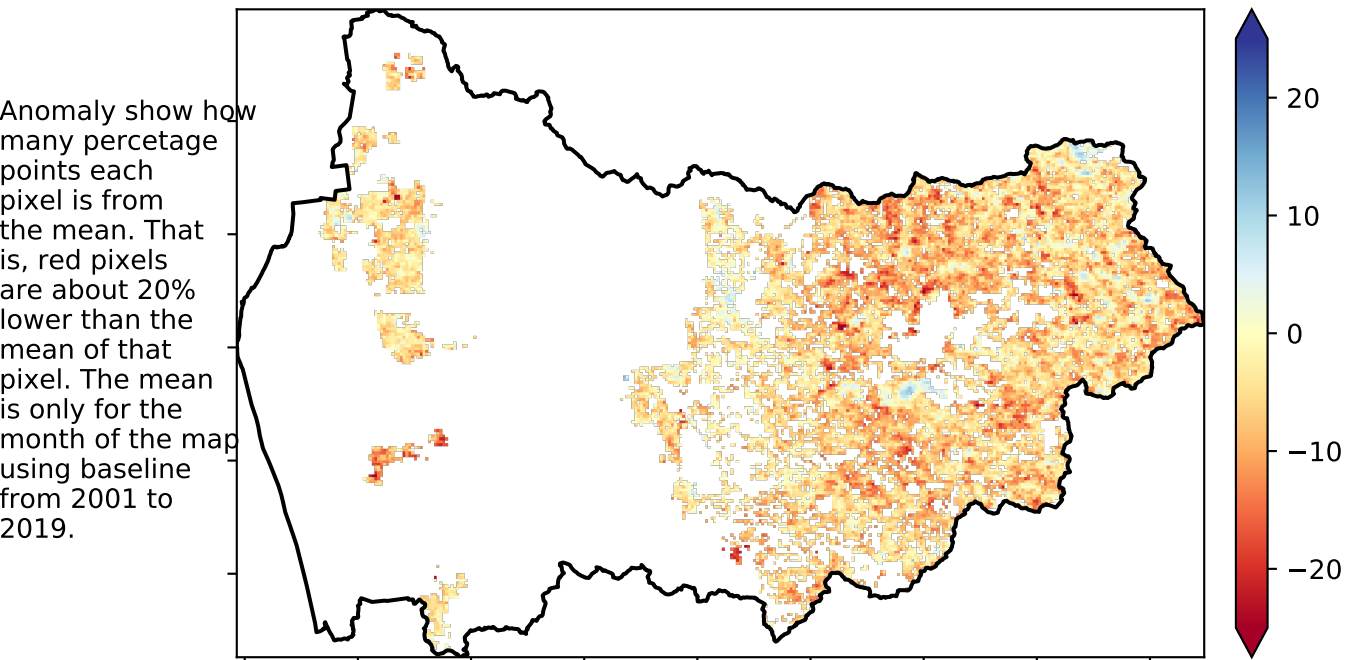 Anomaly show how
many percetage
points each
pixel is from
the mean. That
is, red pixels
are about 20%
lower than the
mean of that
pixel. The mean
is only for the
month of the map
using baseline
from 2001 to
2019.
20
10
0
−10
−20